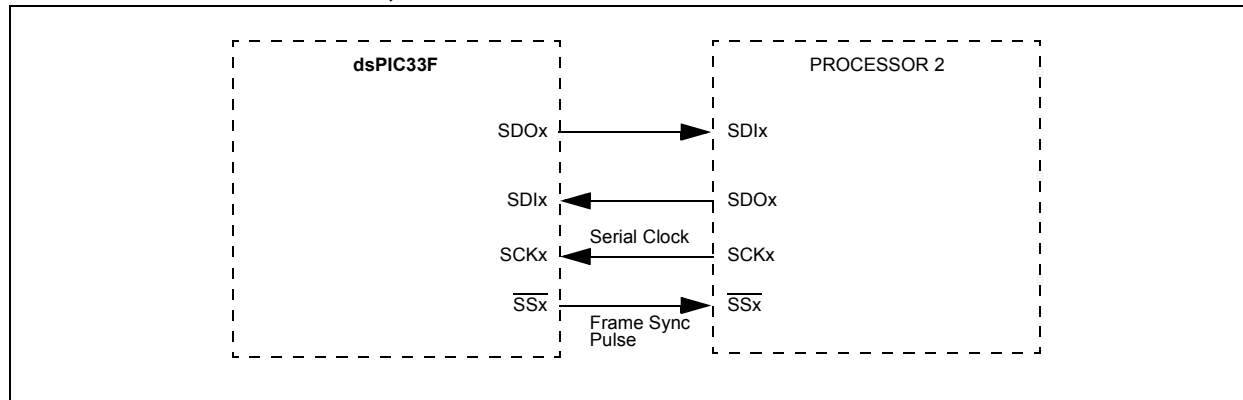 dsPIC33F
PROCESSOR 2
SDOx
SDIx
SDIx
SDOx
Serial Clock
SCKx
SCKx
SSx
SSx
Frame Sync
Pulse